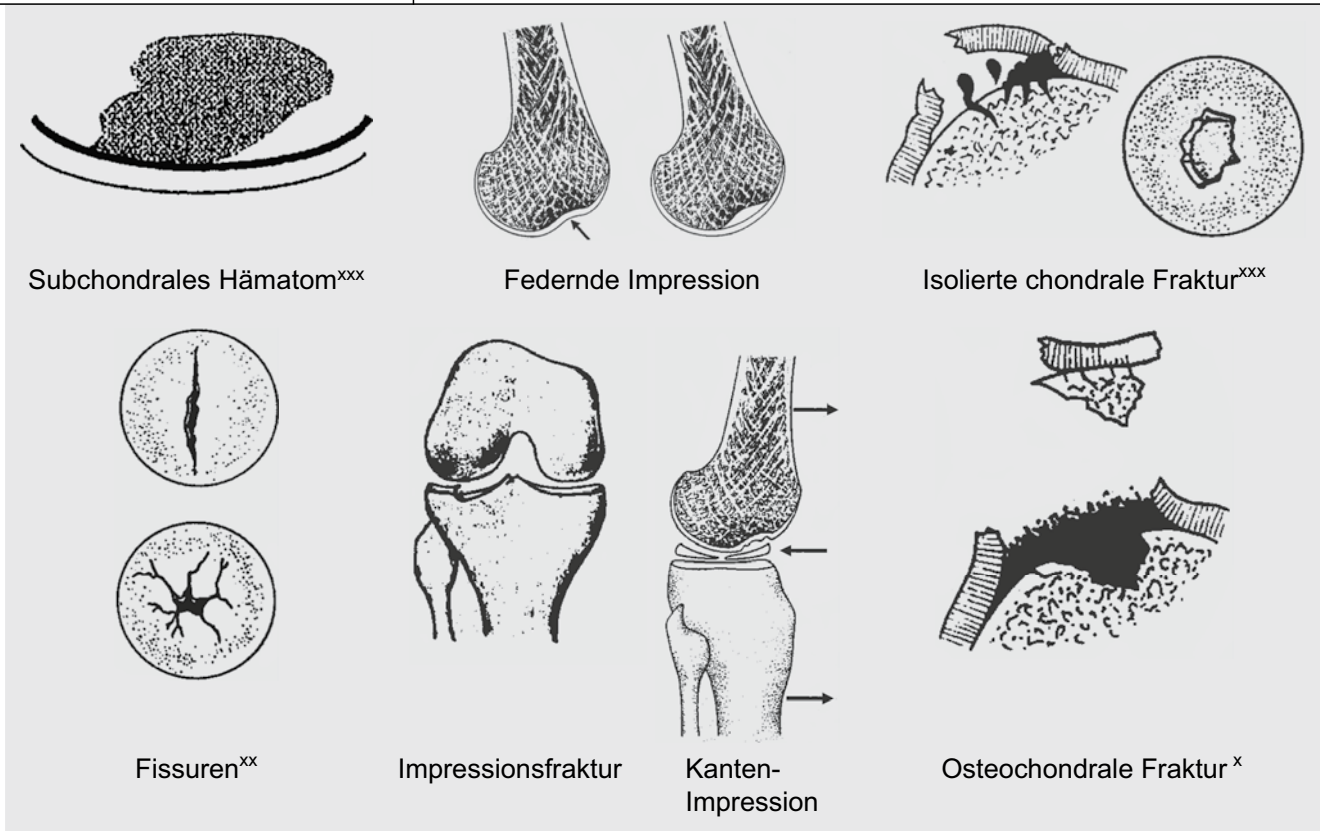 Subchondrales Hämatomxxx
Federnde Impression
Isolierte chondrale Frakturxxx
Fissurenxx
Impressionsfraktur
Kanten-
Impression
Osteochondrale Fraktur x